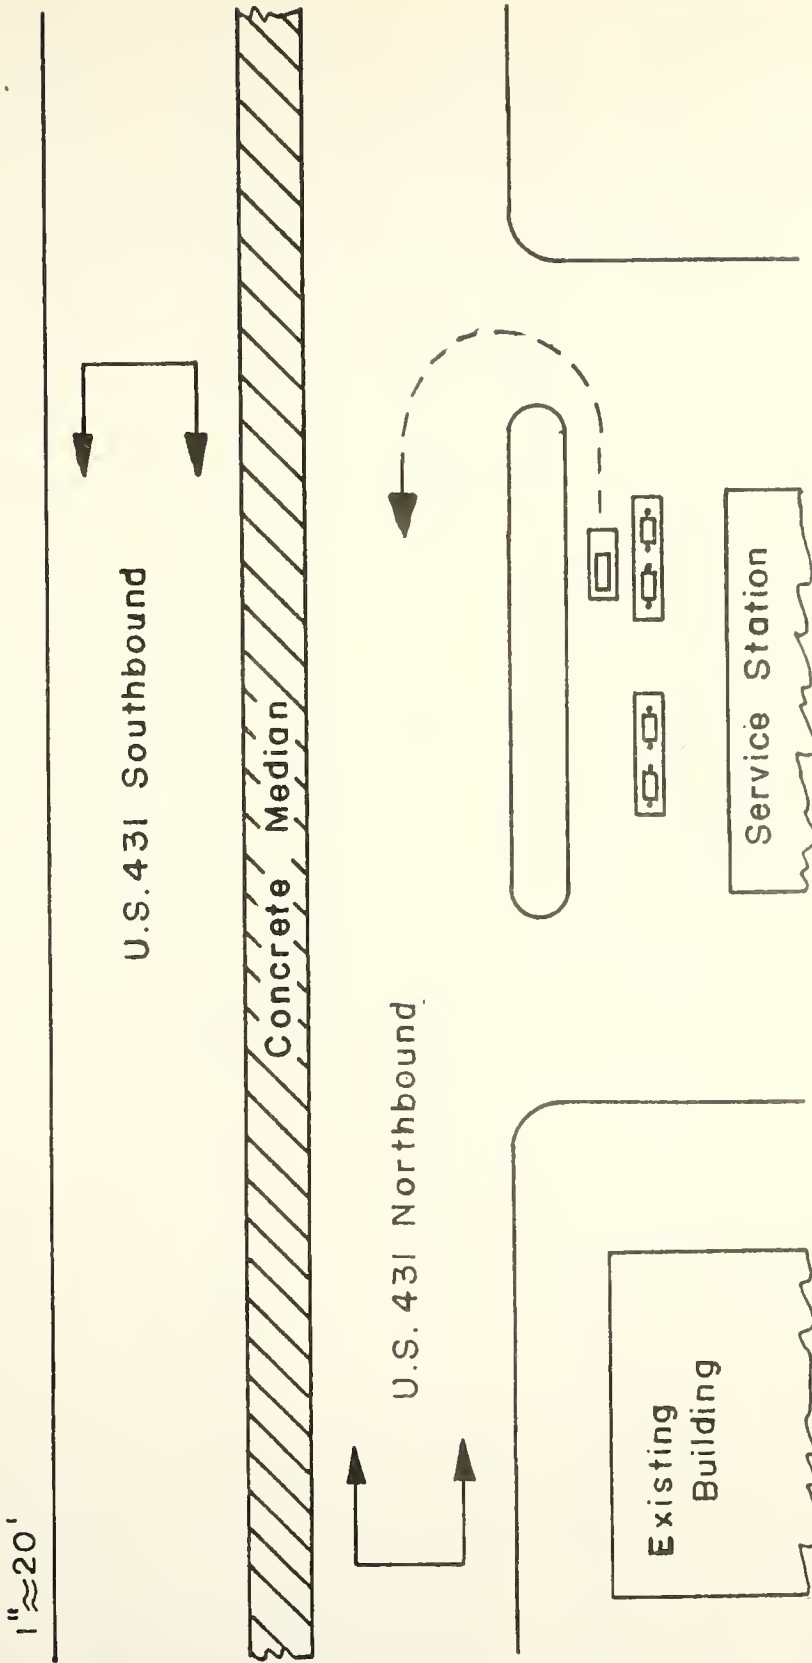 1"≈20'
U.S.431 Southbound
Concrete Median
U.S. 431 Northbound
Service Station
Existing
Building